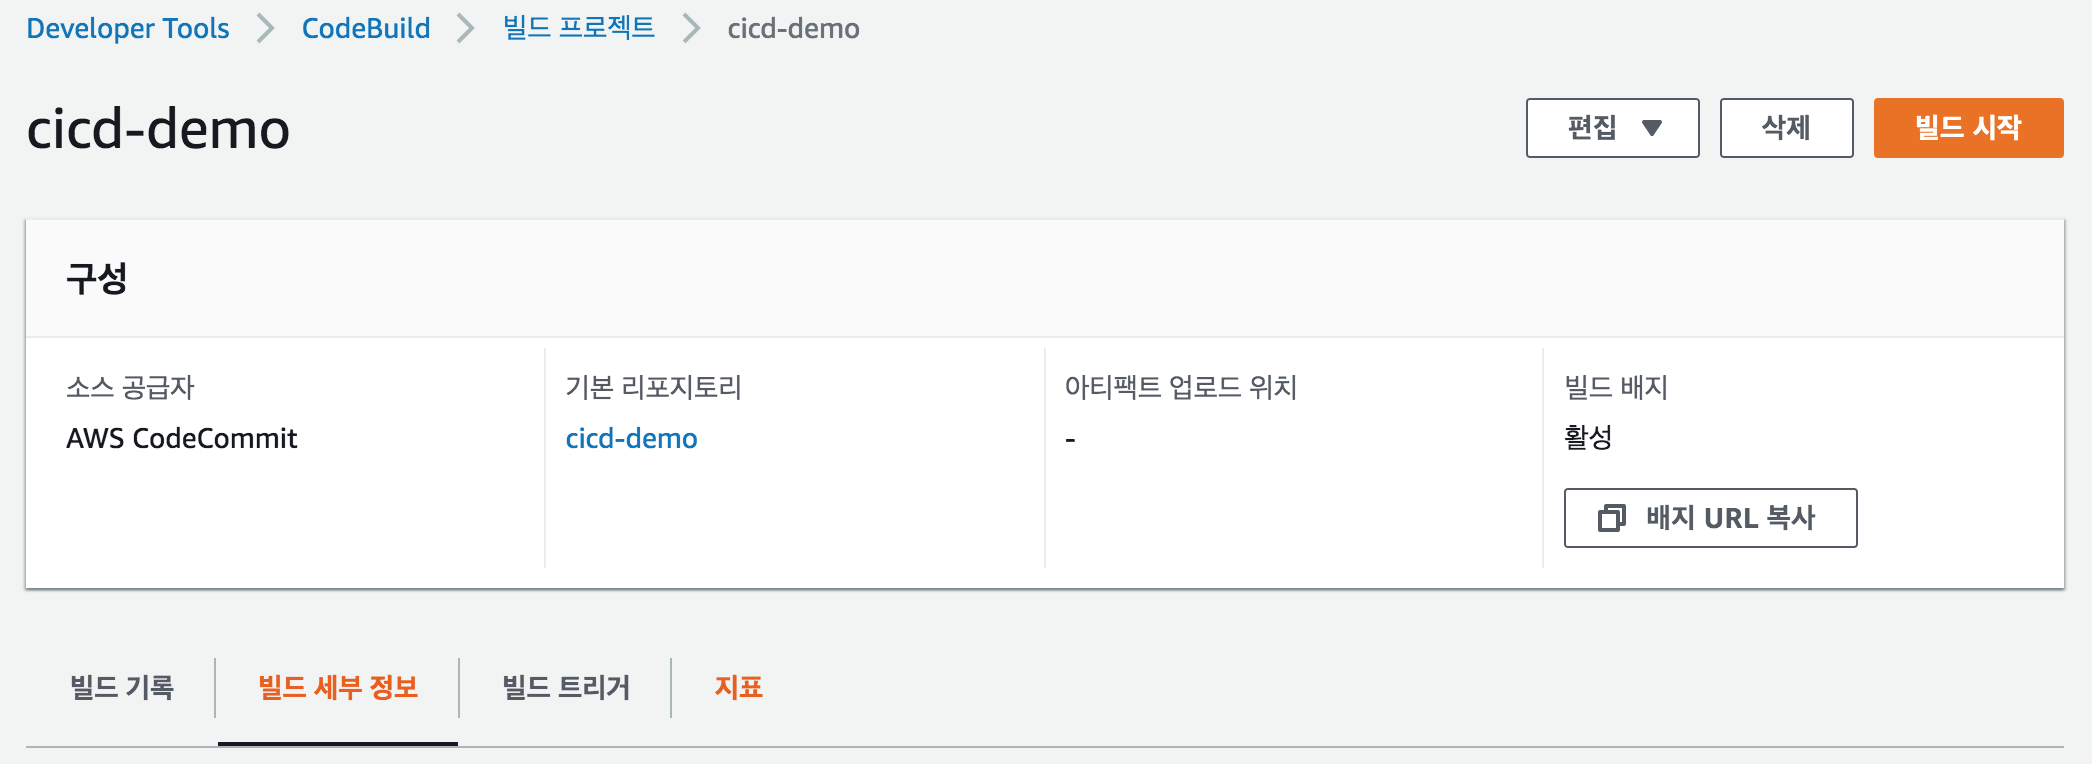 Developer Tools > CodeBuild > 빌드 프로젝트 > cicd-demo
cicd-demo
편집 ▼ 삭제 빌드 시작
구성
소스 공급자
AWS CodeCommit
기본 리포지토리
cicd-demo
아티팩트 업로드 위치
-
빌드 배지
활성
배지 URL 복사
빌드 기록 빌드 세부 정보 빌드 트리거 지표